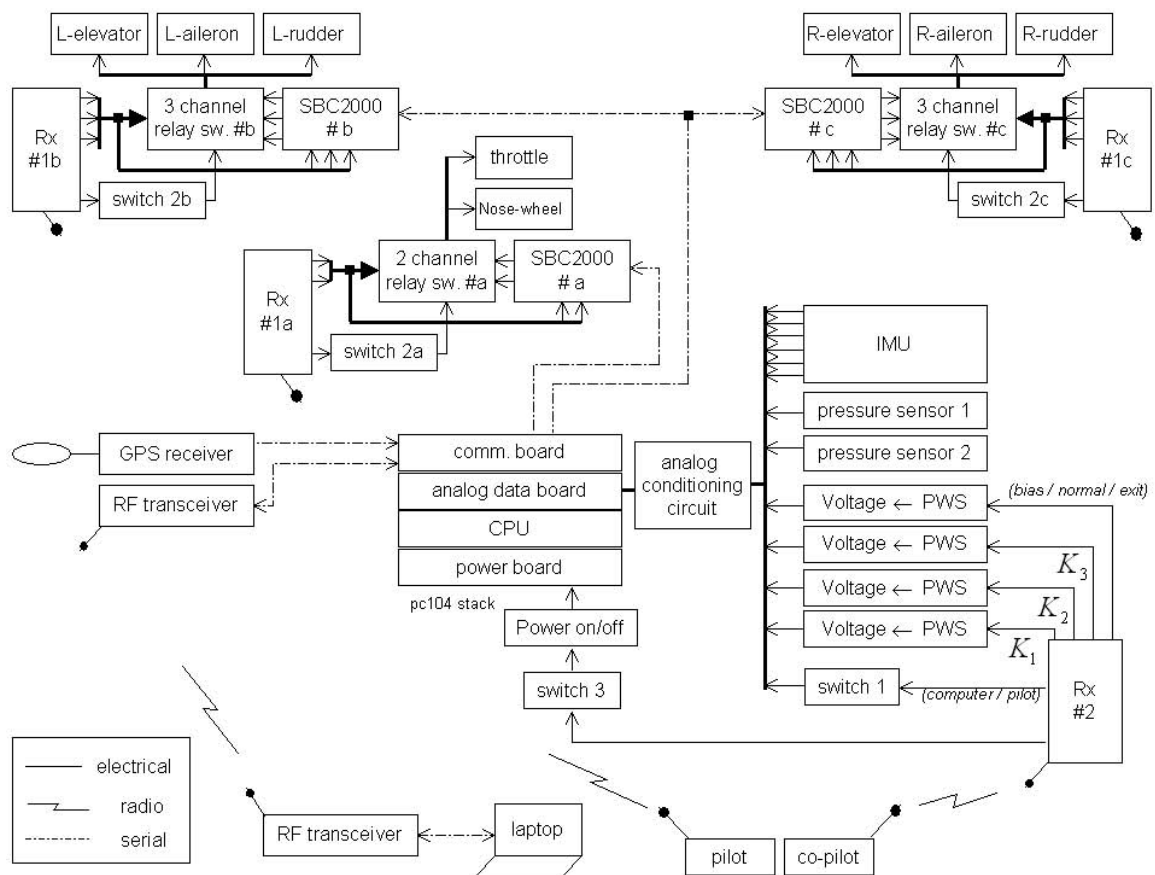 L-elevator
L-aileron
L-rudder
R-elevator
R-aileron
R-rudder
Rx
#1b
3 channel
relay sw. #b
SBC2000
# b
SBC2000
# c
3 channel
relay sw. #c
Rx
#1c
switch 2b
throttle
Nose-wheel
switch 2c
Rx
#1a
2 channel
relay sw. #a
SBC2000
# a
switch 2a
IMU
pressure sensor 1
pressure sensor 2
GPS receiver
RF transceiver
comm. board
analog data board
CPU
power board
pc104 stack
analog
conditioning
circuit
Voltage ← PWS
(bias / normal / exit)
Voltage ← PWS
K3
Voltage ← PWS
K2
Voltage ← PWS
K1
Power on/off
switch 3
switch 1
(computer / pilot)
Rx
#2
electrical
radio
serial
RF transceiver
laptop
pilot
co-pilot